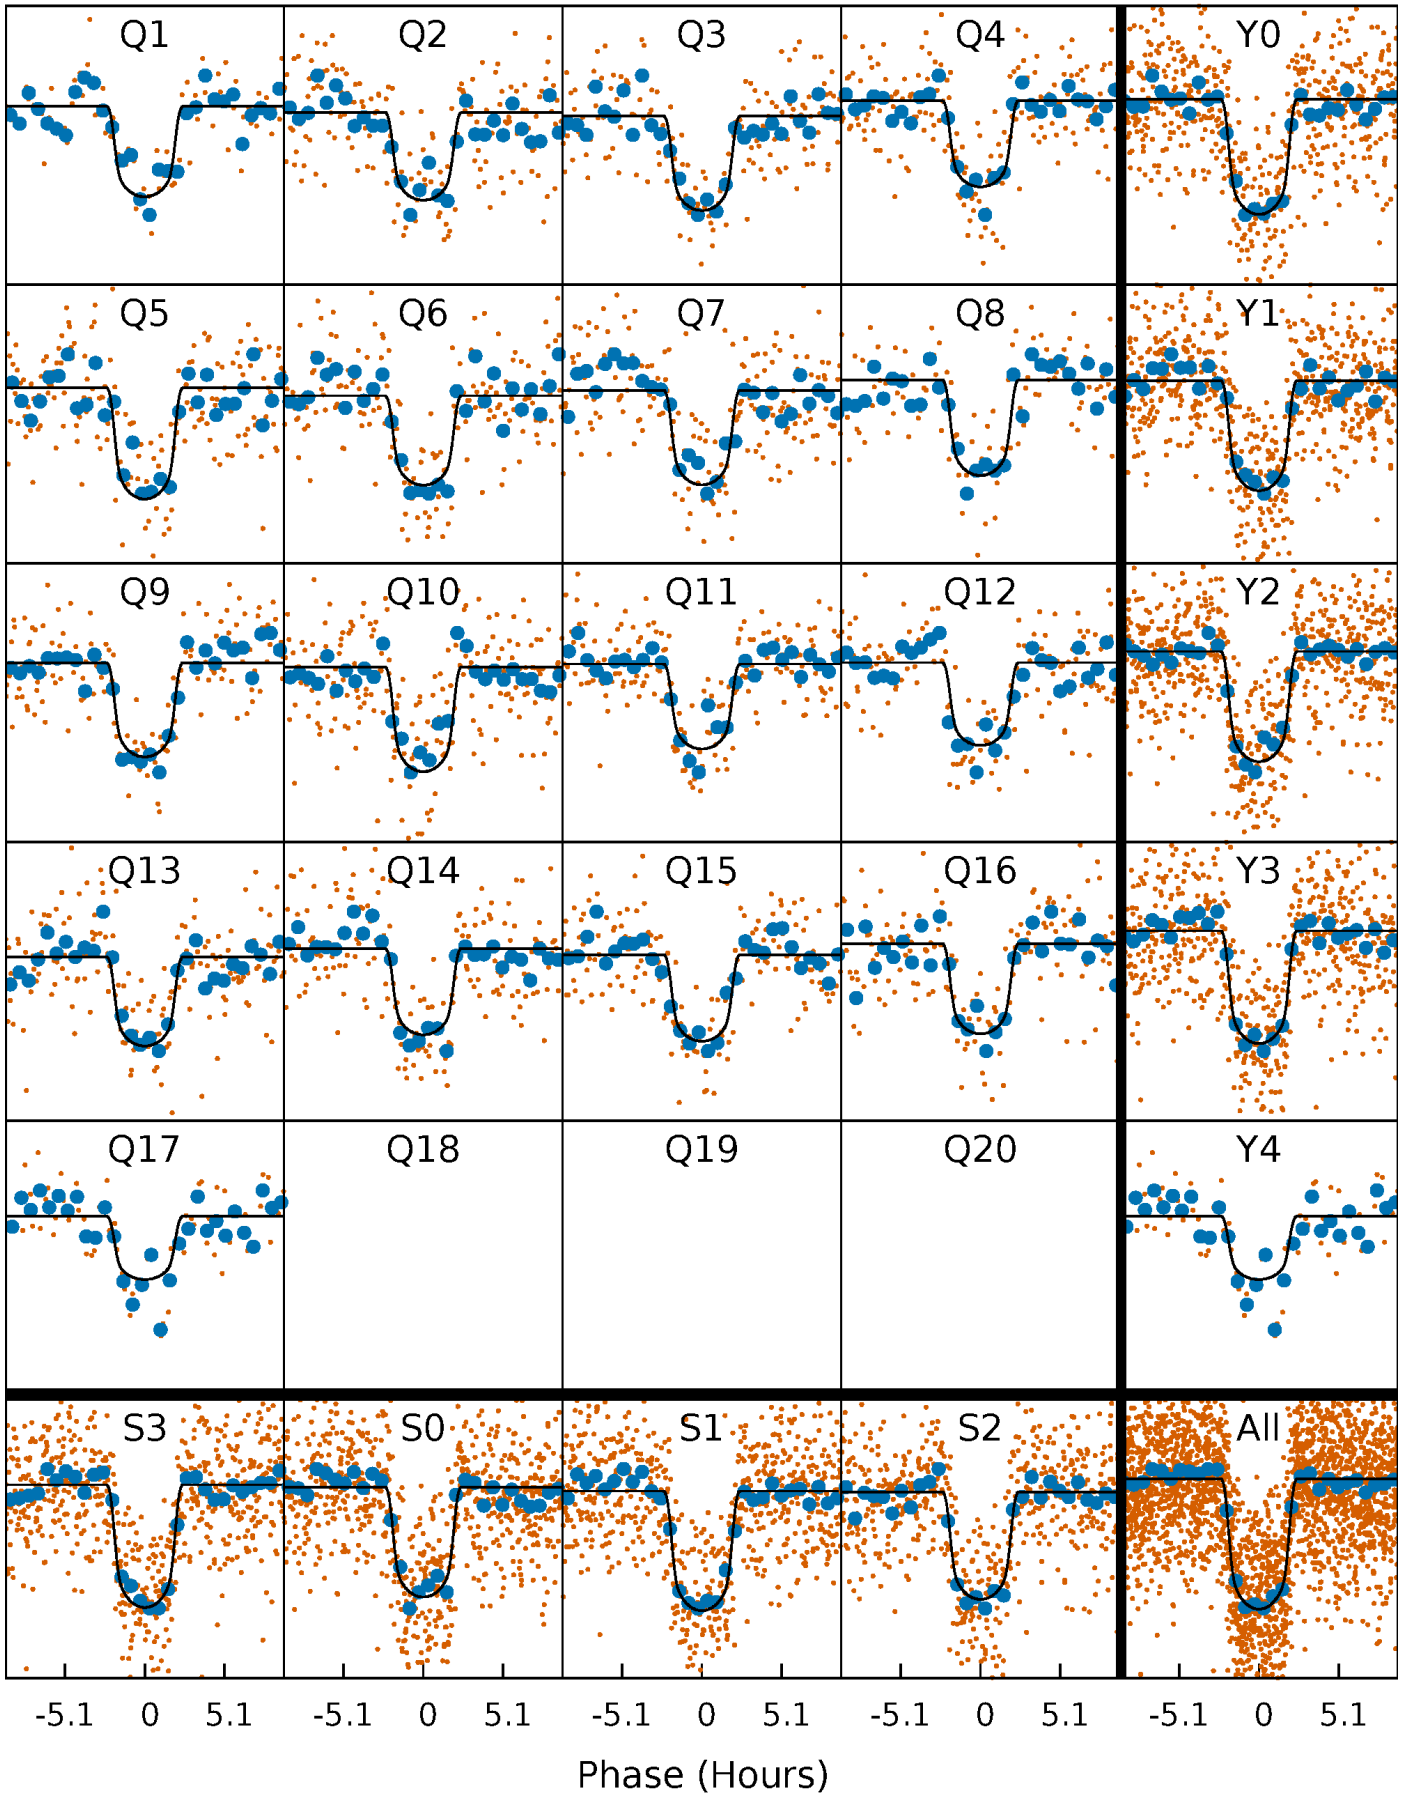 Q1 Q2 Q3 Q4 Y0
Q5 Q6 Q7 Q8 Y1
Q9 Q10 Q11 Q12 Y2
Q13 Q14 Q15 Q16 Y3
Q17 Q18 Q19 Q20 Y4
S3 S0 S1 S2 All
-5.1 0 5.1 -5.1 0 5.1 -5.1 0 5.1 -5.1 0 5.1 -5.1 0 5.1
Phase (Hours)